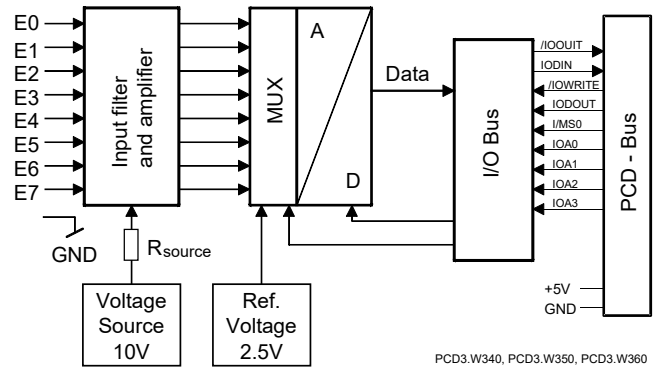 E0
E1
E2
E3
E4
E5
E6
E7
GND
Input filter
and amplifier
Rsource
Voltage
Source
10V
MUX
A
D
Ref.
Voltage
2.5V
Data
I/O Bus
/IOOUIT
IODIN
/IOWRITE
IODOUT
I/MS0
IOA0
IOA1
IOA2
IOA3
+5V
GND
PCD - Bus
PCD3.W340, PCD3.W350, PCD3.W360